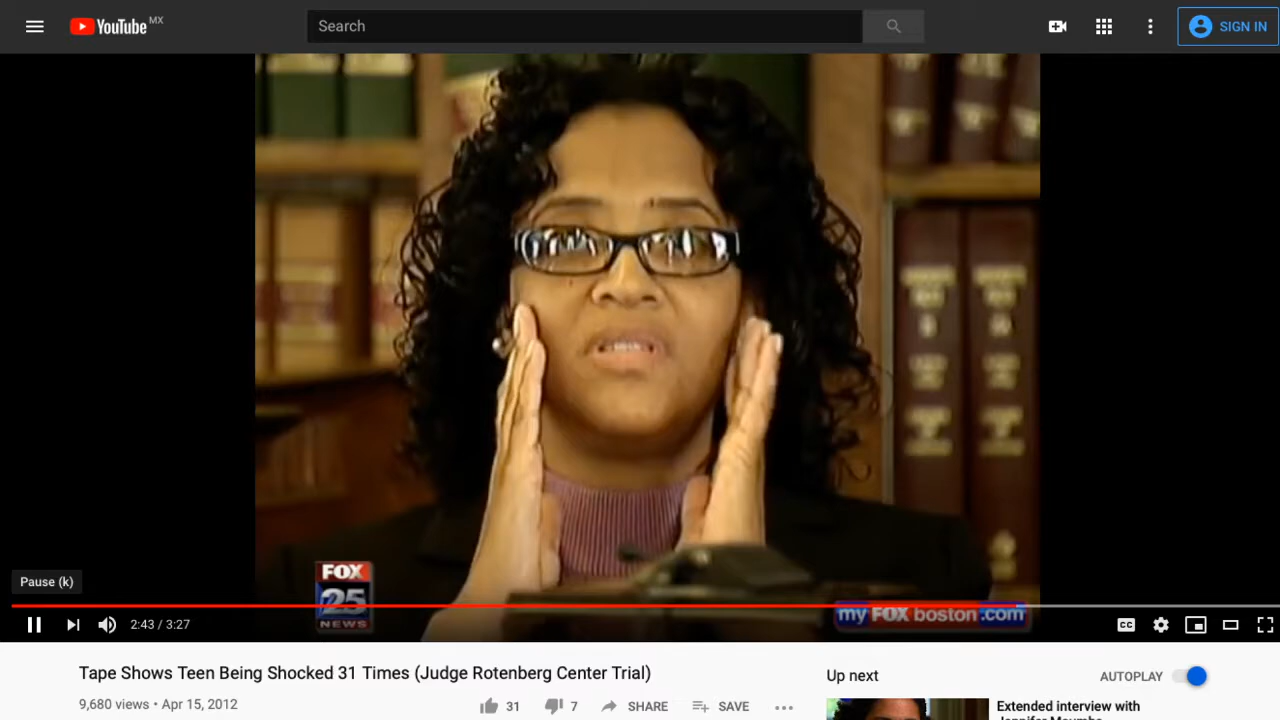 YouTube MX
Search
SIGN IN
FOX
25
NEWS
myFOXboston.com
Pause (k)
2:43 / 3:27
CC
Tape Shows Teen Being Shocked 31 Times (Judge Rotenberg Center Trial)
9,680 views • Apr 15, 2012
31
7
SHARE
SAVE
Up next
AUTOPLAY
Extended interview with